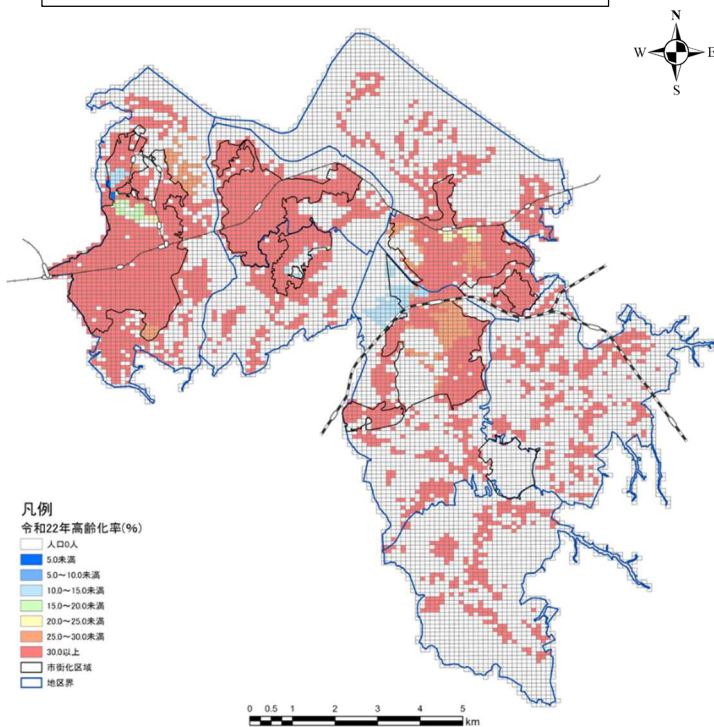 N
W E
S
凡例
令和22年高齢化率(%)
人口0人
5.0未満
5.0～10.0未満
10.0～15.0未満
15.0～20.0未満
20.0～25.0未満
25.0～30.0未満
30.0以上
市街化区域
地区界
0 0.5 1 2 3 4 5
km